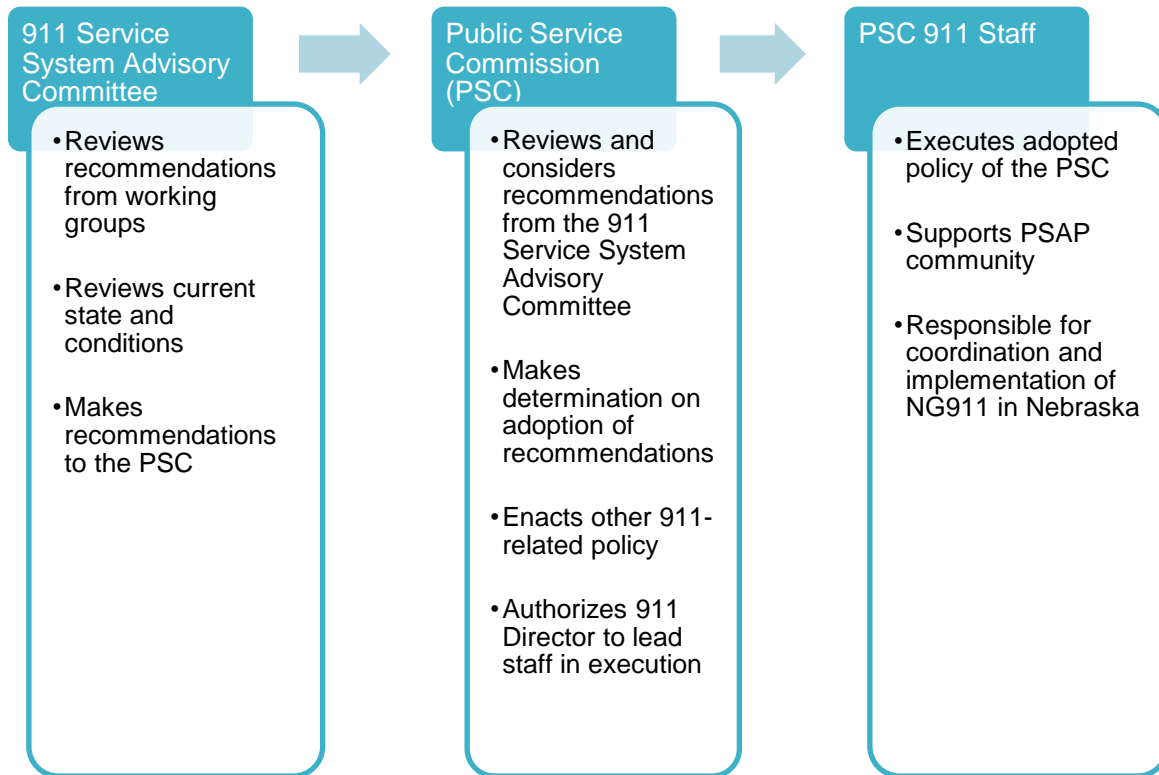 911 Service
System Advisory
Committee
•Reviews
recommendations
from working
groups
•Reviews current
state and
conditions
•Makes
recommendations
to the PSC
Public Service
Commission
(PSC)
•Reviews and
considers
recommendations
from the 911
Service System
Advisory
Committee
•Makes
determination on
adoption of
recommendations
•Enacts other 911-
related policy
•Authorizes 911
Director to lead
staff in execution
PSC 911 Staff
•Executes adopted
policy of the PSC
•Supports PSAP
community
•Responsible for
coordination and
implementation of
NG911 in Nebraska